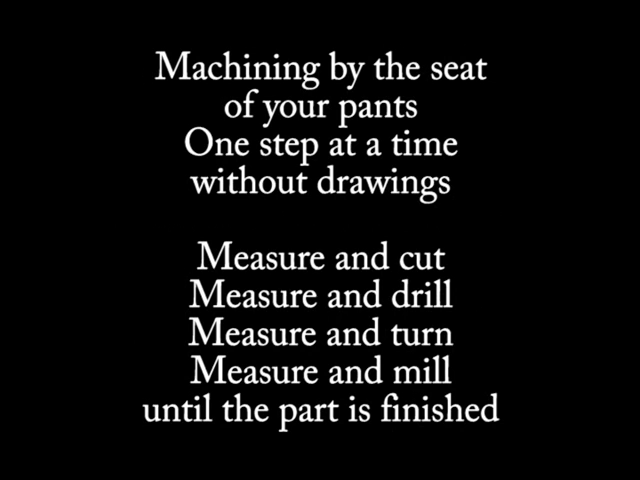 Machining by the seat
of your pants
One step at a time
without drawings
Measure and cut
Measure and drill
Measure and turn
Measure and mill
until the part is finished